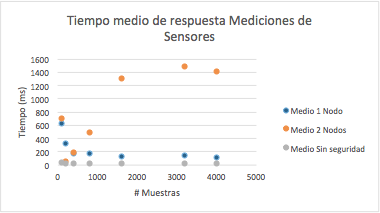 Tiempo medio de respuesta Mediciones de
Sensores
Tiempo (ms)
1600
1400
1200
1000
800
600
400
200
0
0 1000 2000 3000 4000 5000
# Muestras
Medio 1 Nodo
Medio 2 Nodos
Medio Sin seguridad